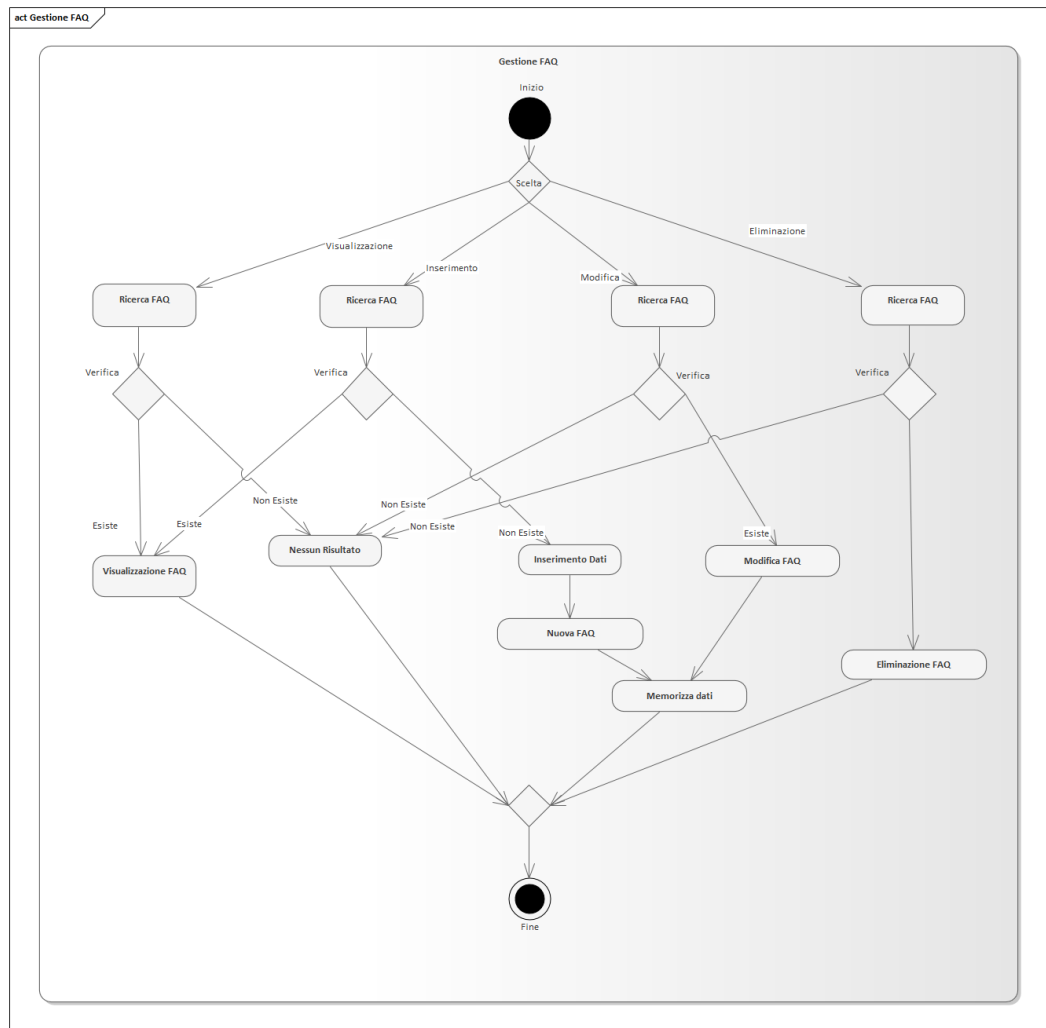 act Gestione FAQ
Gestione FAQ
Inizio
Scelta
Visualizzazione
Inserimento
Modifica
Eliminazione
Ricerca FAQ
Ricerca FAQ
Ricerca FAQ
Ricerca FAQ
Verifica
Verifica
Verifica
Verifica
Esiste
Non Esiste
Esiste
Non Esiste
Non Esiste
Esiste
Non Esiste
Visualizzazione FAQ
Nessun Risultato
Inserimento Dati
Modifica FAQ
Nuova FAQ
Eliminazione FAQ
Memorizza dati
Fine